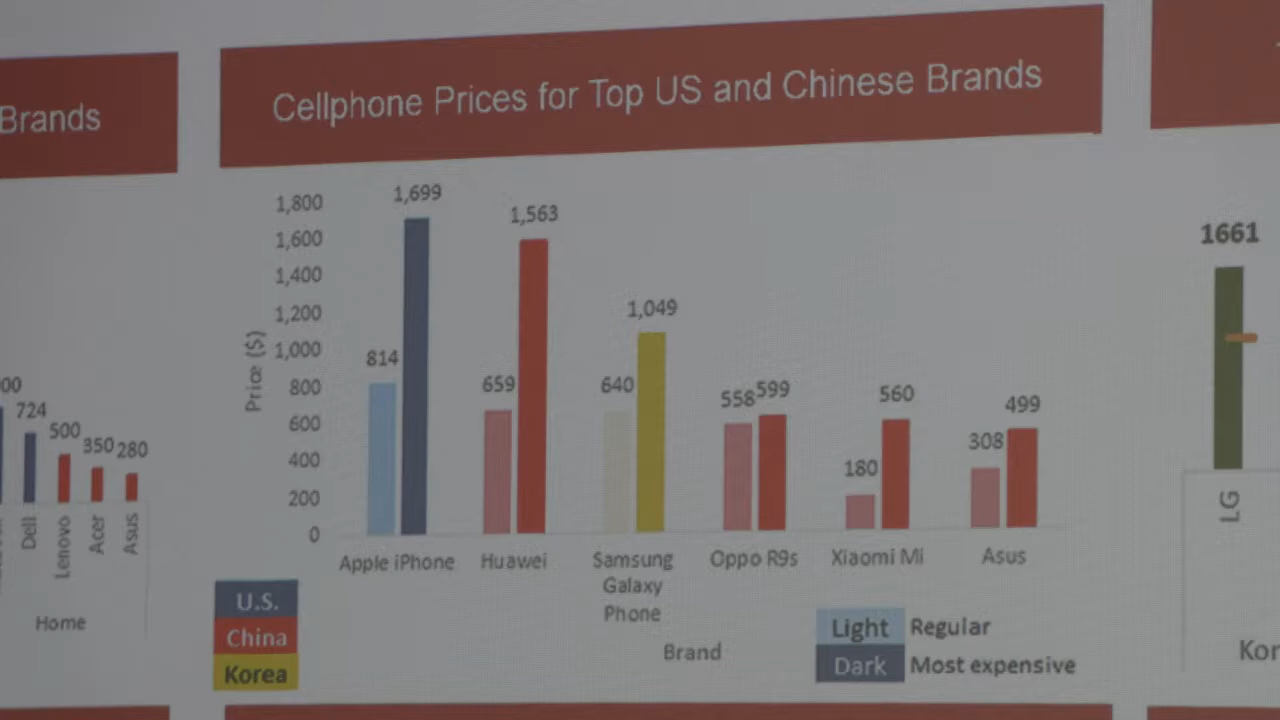 Brands
Cellphone Prices for Top US and Chinese Brands
1,800
1,600
1,400
1,200
1,000
800
600
400
200
0
Price ($)
814
1,699
659
1,563
640
1,049
558
599
180
560
308
499
Apple iPhone
Huawei
Samsung
Galaxy
Phone
Oppo R9s
Xiaomi Mi
Asus
Brand
U.S.
China
Korea
Light Regular
Dark Most expensive
00
724
500
350
280
Dell
Lenovo
Acer
Asus
Home
1661
LG
Kor